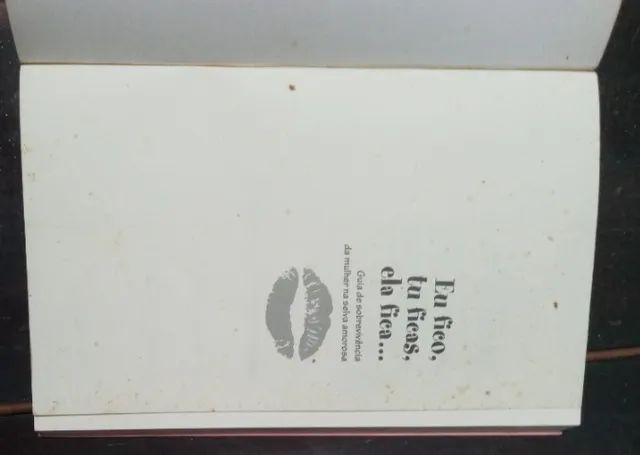 Eu fico,
tu ficas,
ela fica...
Guia de sobrevivência
da mulher na selva amorosa